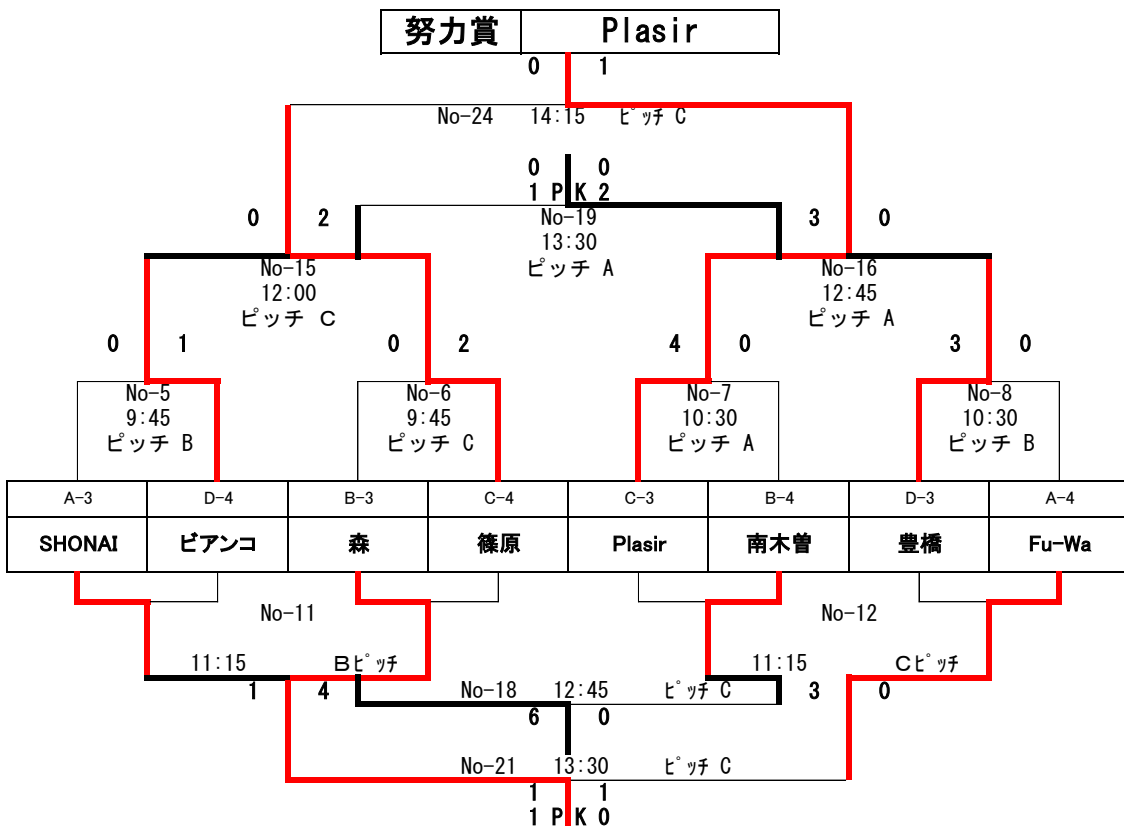 努力賞 Plasir
0 1
No-24 14:15 ピッチ C
0 0
1 P K 2
0 2 No-19 3 0
13:30
ピッチ A
No-15 No-16
12:00 12:45
ピッチ C ピッチ A
0 1 0 2 4 0 3 0
No-5 No-6 No-7 No-8
9:45 9:45 10:30 10:30
ピッチ B ピッチ C ピッチ A ピッチ B
A-3 D-4 B-3 C-4 C-3 B-4 D-3 A-4
SHONAI ビアンコ 森 篠原 Plasir 南木曽 豊橋 Fu-Wa
No-11 No-12
11:15 Bピッチ 11:15 Cピッチ
1 4 No-18 12:45 ピッチ C 3 0
6 0
No-21 13:30 ピッチ C
1 1
1 P K 0